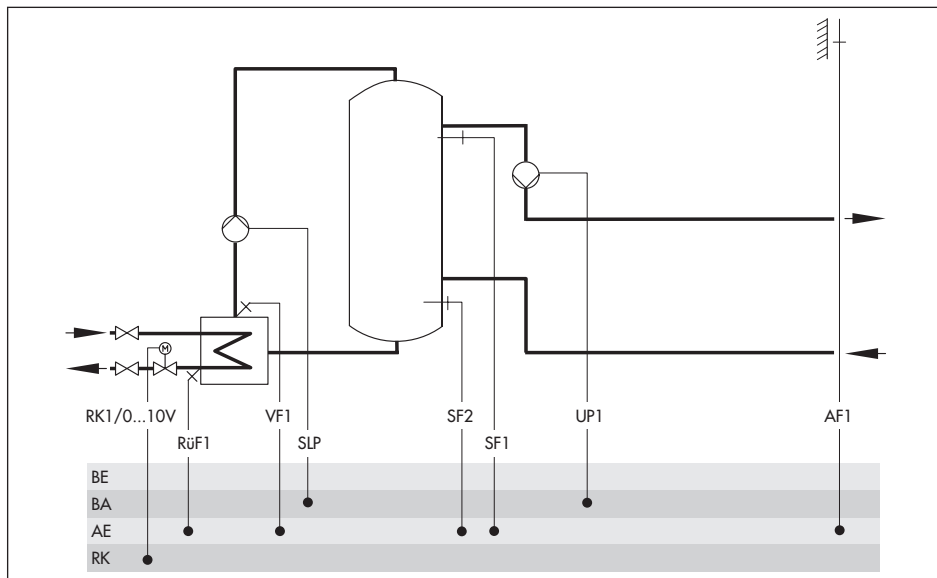 M
RK1/0...10V
VF1
SF2
UP1
AF1
RüF1
SLP
SF1
BE
BA
AE
RK